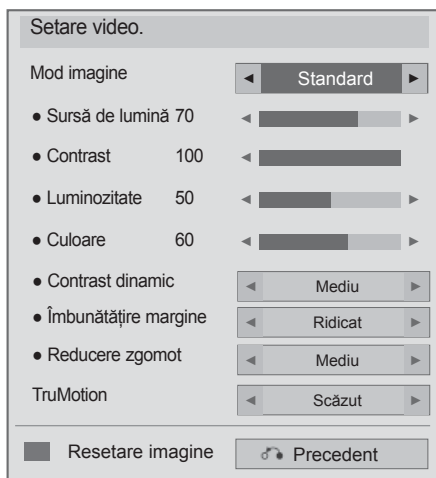 Setare video.
Mod imagine ◄ Standard ►
● Sursă de lumină 70 ◄ ►
● Contrast 100 ◄
● Luminozitate 50 ◄ ►
● Culoare 60 ◄ ►
● Contrast dinamic ◄ Mediu ►
● Îmbunătățire margine ◄ Ridicat ►
● Reducere zgomot ◄ Mediu ►
TruMotion ◄ Scăzut ►
Resetare imagine Precedent